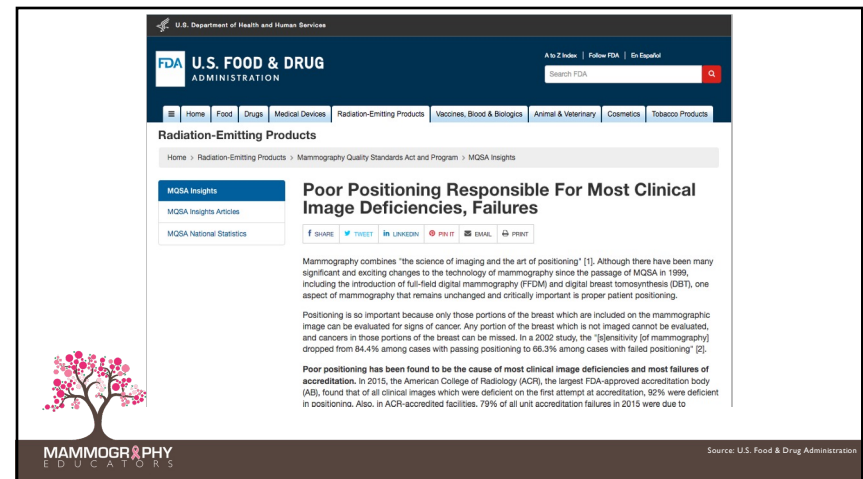 U.S. Department of Health and Human Services
FDA U.S. FOOD & DRUG
ADMINISTRATION
A to Z Index | Follow FDA | En Español
Search FDA
Home Food Drugs Medical Devices Radiation-Emitting Products Vaccines, Blood & Biologics Animal & Veterinary Cosmetics Tobacco Products
Radiation-Emitting Products
Home > Radiation-Emitting Products > Mammography Quality Standards Act and Program > MQSA Insights
MQSA Insights
MQSA Insights Articles
MQSA National Statistics
Poor Positioning Responsible For Most Clinical
Image Deficiencies, Failures
f SHARE TWEET in LINKEDIN PIN IT EMAIL PRINT
Mammography combines "the science of imaging and the art of positioning" [1]. Although there have been many
significant and exciting changes to the technology of mammography since the passage of MQSA in 1999,
including the introduction of full-field digital mammography (FFDM) and digital breast tomosynthesis (DBT), one
aspect of mammography that remains unchanged and critically important is proper patient positioning.
Positioning is so important because only those portions of the breast which are included on the mammographic
image can be evaluated for signs of cancer. Any portion of the breast which is not imaged cannot be evaluated,
and cancers in those portions of the breast can be missed. In a 2002 study, the "[s]ensitivity [of mammography]
dropped from 84.4% among cases with passing positioning to 66.3% among cases with failed positioning" [2].
Poor positioning has been found to be the cause of most clinical image deficiencies and most failures of
accreditation. In 2015, the American College of Radiology (ACR), the largest FDA-approved accreditation body
(AB), found that of all clinical images which were deficient on the first attempt at accreditation, 92% were deficient
in positioning. Also, in ACR-accredited facilities, 79% of all unit accreditation failures in 2015 were due to
MAMMOGRAPHY
EDUCATORS
Source: U.S. Food & Drug Administration